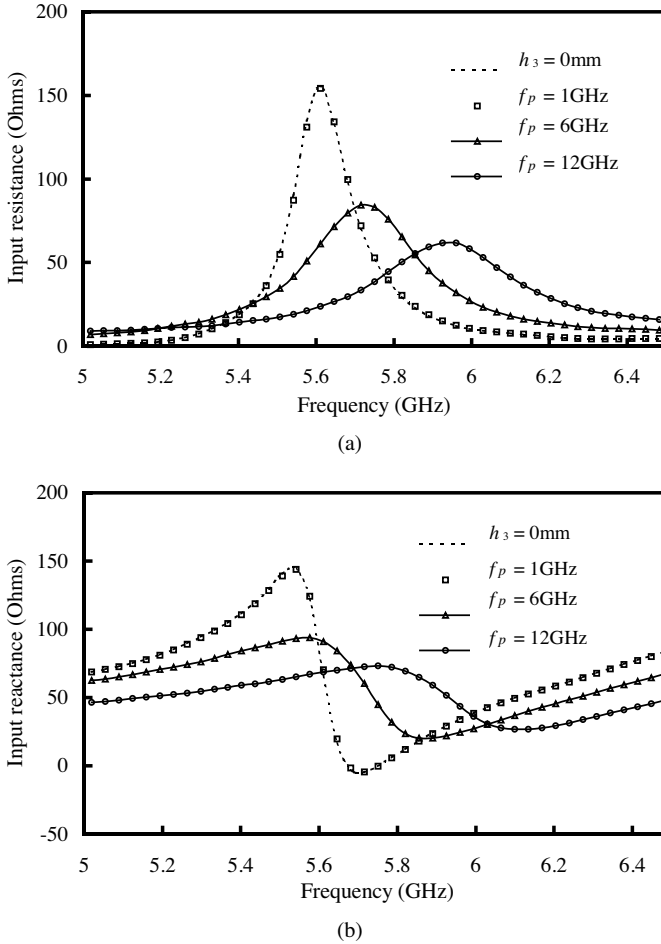 200
150
100
50
0
Input resistance (Ohms)
h₃ = 0mm
fₚ = 1GHz
fₚ = 6GHz
fₚ = 12GHz
5 5.2 5.4 5.6 5.8 6 6.2 6.4
Frequency (GHz)
(a)
200
150
100
50
0
-50
Input reactance (Ohms)
h₃ = 0mm
fₚ = 1GHz
fₚ = 6GHz
fₚ = 12GHz
5 5.2 5.4 5.6 5.8 6 6.2 6.4
Frequency (GHz)
(b)